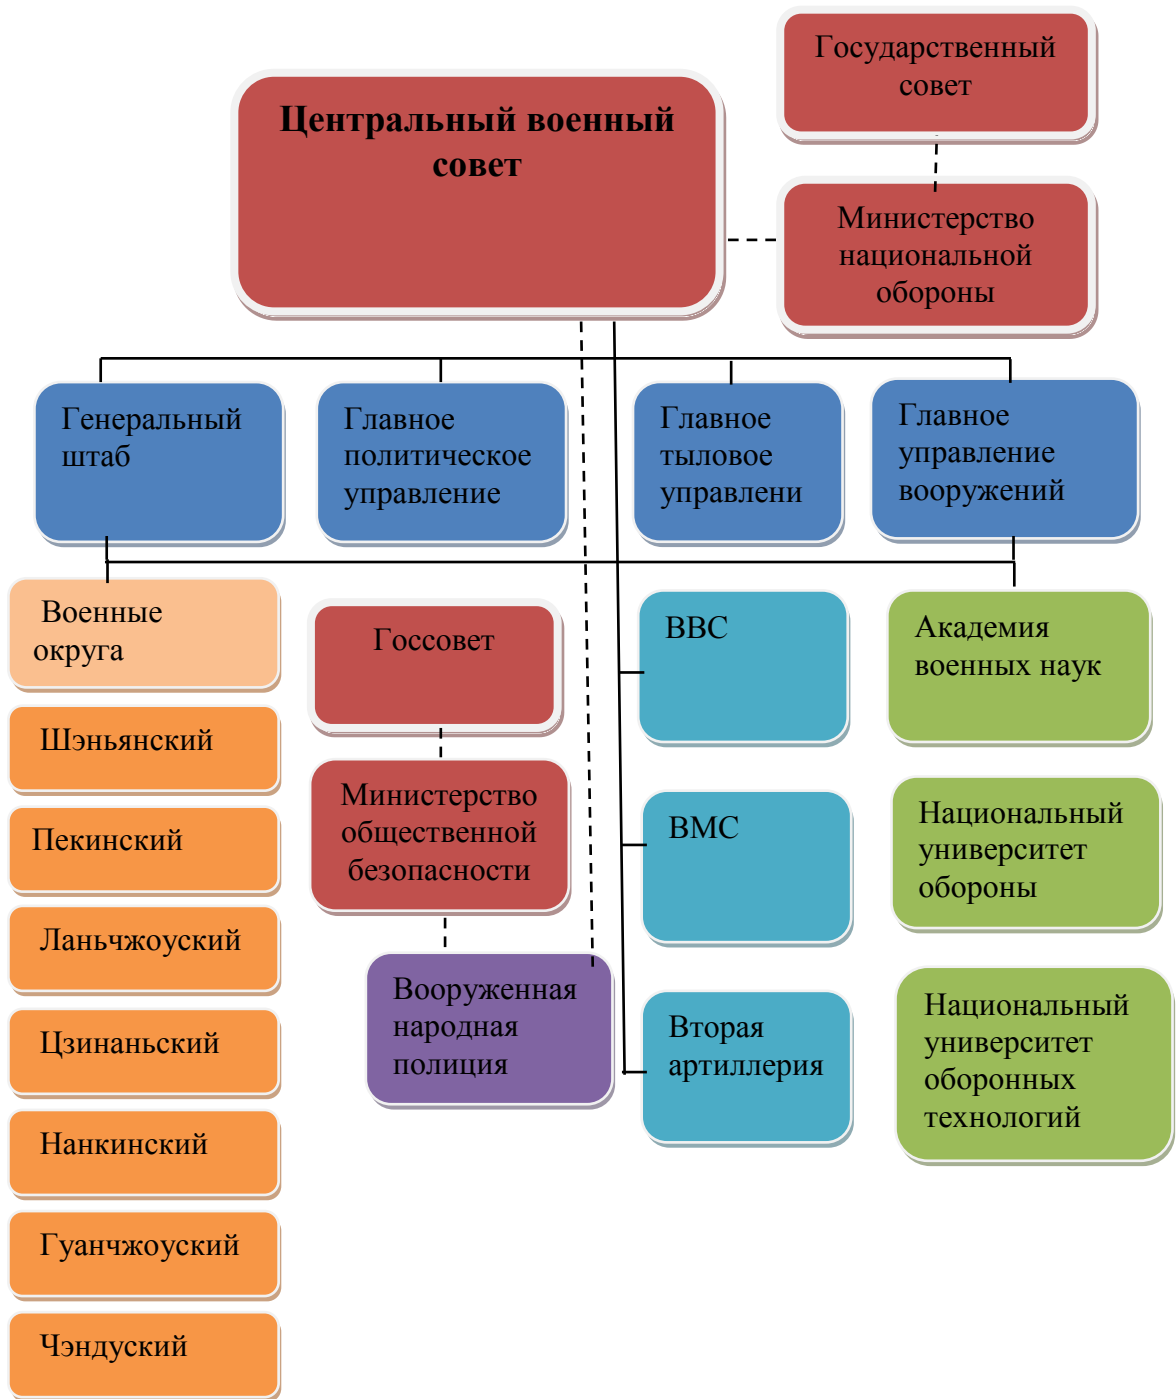 Центральный военный
совет
Государственный
совет
Министерство
национальной
обороны
Генеральный
штаб
Главное
политическое
управление
Главное
тыловое
управлени
Главное
управление
вооружений
Военные
округа
Шэньянский
Пекинский
Ланьчжоуский
Цзинаньский
Нанкинский
Гуанчжоуский
Чэндуский
Госсовет
Министерство
общественной
безопасности
Вооруженная
народная
полиция
ВВС
ВМС
Вторая
артиллерия
Академия
военных наук
Национальный
университет
обороны
Национальный
университет
оборонных
технологий